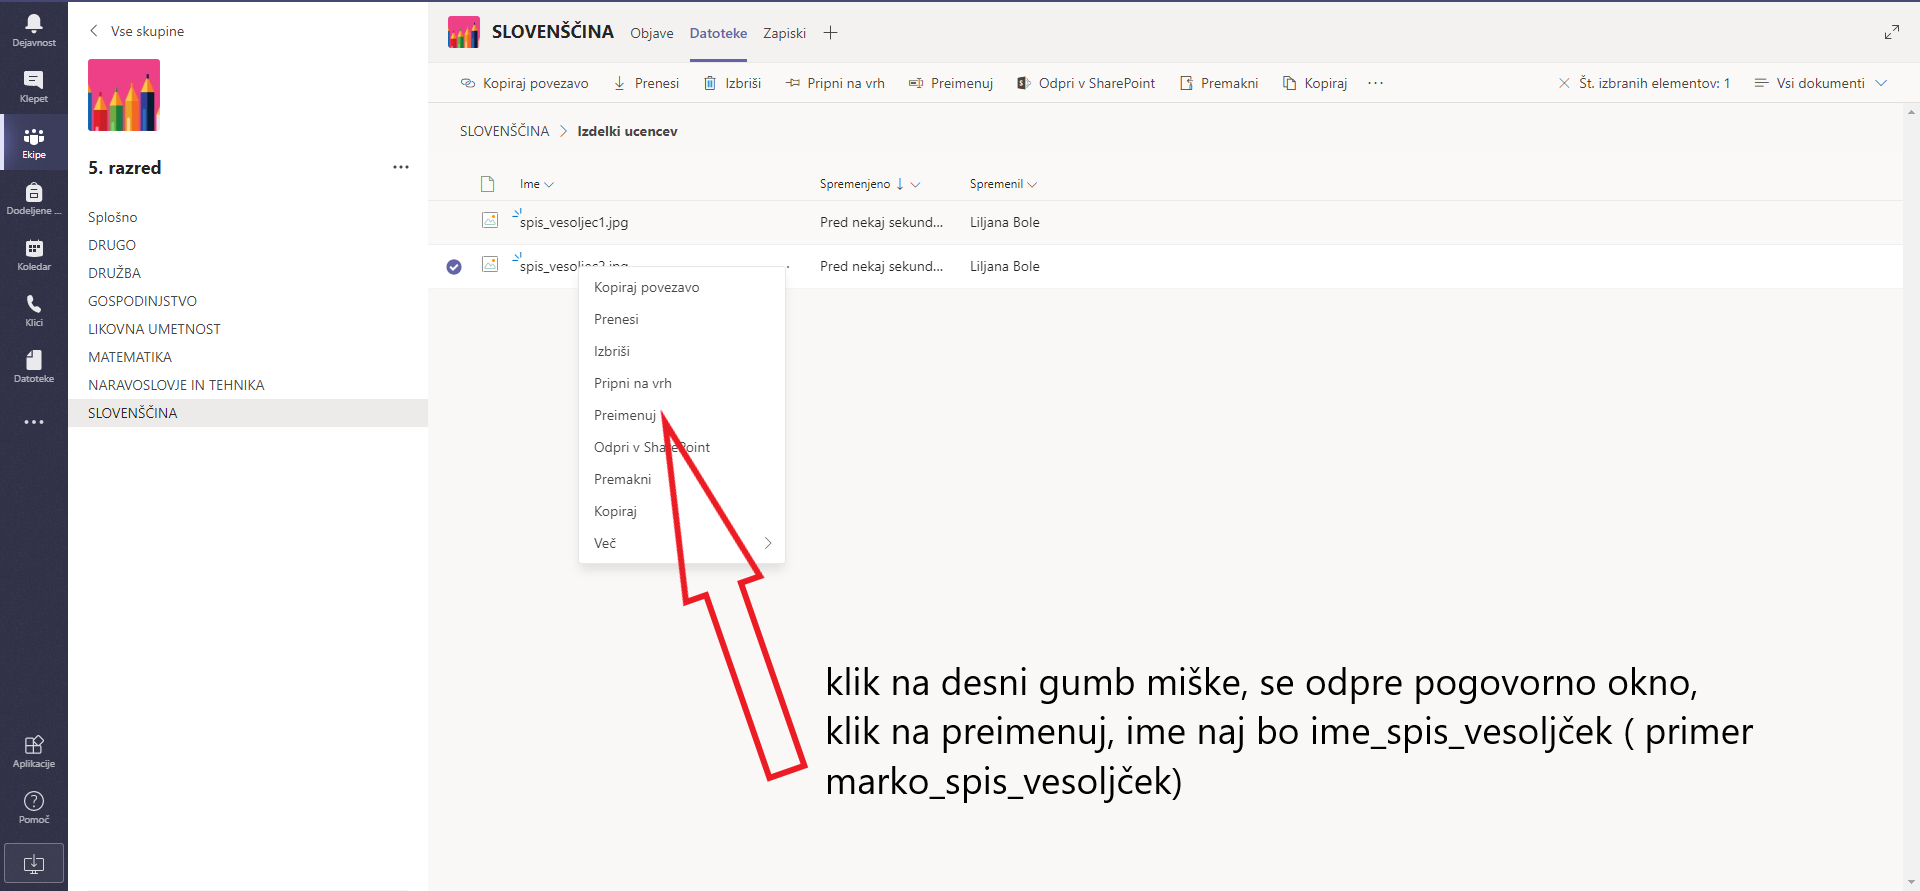 Dejavnost
Klepet
Ekipe
Dodeljene ...
Koledar
Klici
Datoteke
Aplikacije
Pomoč
Vse skupine
5. razred
Splošno
DRUGO
DRUŽBA
GOSPODINJSTVO
LIKOVNA UMETNOST
MATEMATIKA
NARAVOSLOVJE IN TEHNIKA
SLOVENŠČINA
SLOVENŠČINA Objave Datoteke Zapiski
Kopiraj povezavo Prenesi Izbriši Pripni na vrh Preimenuj Odpri v SharePoint Premakni Kopiraj ... Št. izbranih elementov: 1 Vsi dokumenti
SLOVENŠČINA > Izdelki ucencev
Ime Spremenjeno Spremenil
spis_vesoljec1.jpg Pred nekaj sekund... Liljana Bole
spis_vesoljec2.jpg Pred nekaj sekund... Liljana Bole
Kopiraj povezavo
Prenesi
Izbriši
Pripni na vrh
Preimenuj
Odpri v SharePoint
Premakni
Kopiraj
Več
klik na desni gumb miške, se odpre pogovorno okno,
klik na preimenuj, ime naj bo ime_spis_vesoljček ( primer
marko_spis_vesoljček)